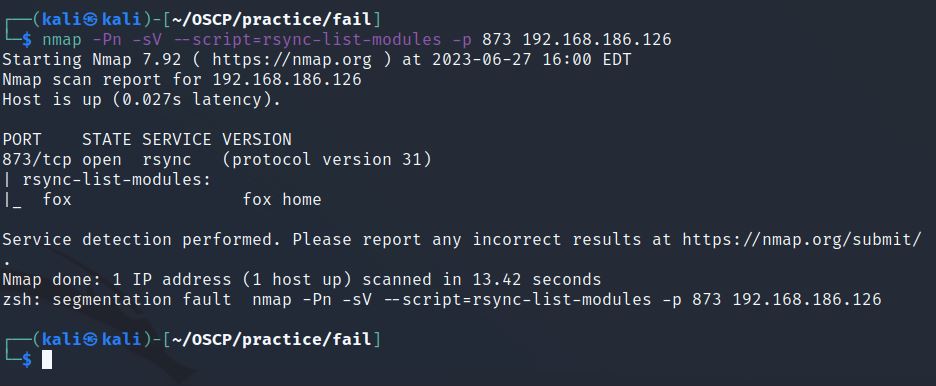 ┌──(kali㉿kali)-[~/OSCP/practice/fail]
└─$ nmap -Pn -sV --script=rsync-list-modules -p 873 192.168.186.126
Starting Nmap 7.92 ( https://nmap.org ) at 2023-06-27 16:00 EDT
Nmap scan report for 192.168.186.126
Host is up (0.027s latency).

PORT    STATE SERVICE VERSION
873/tcp open  rsync   (protocol version 31)
| rsync-list-modules:
|_  fox                 fox home

Service detection performed. Please report any incorrect results at https://nmap.org/submit/
.
Nmap done: 1 IP address (1 host up) scanned in 13.42 seconds
zsh: segmentation fault  nmap -Pn -sV --script=rsync-list-modules -p 873 192.168.186.126

┌──(kali㉿kali)-[~/OSCP/practice/fail]
└─$